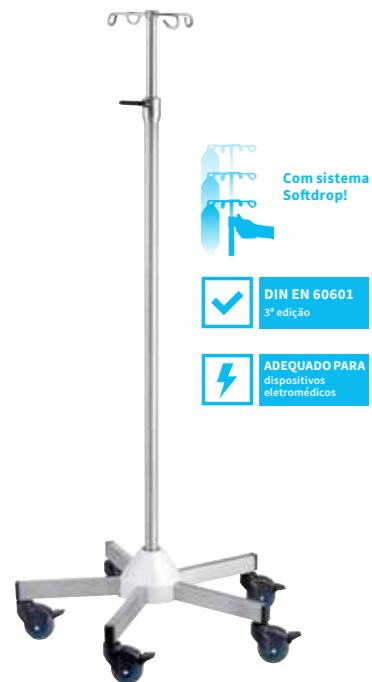 Com sistema
Softdrop!
DIN EN 60601
3ª edição
ADEQUADO PARA
dispositivos
eletromédicos